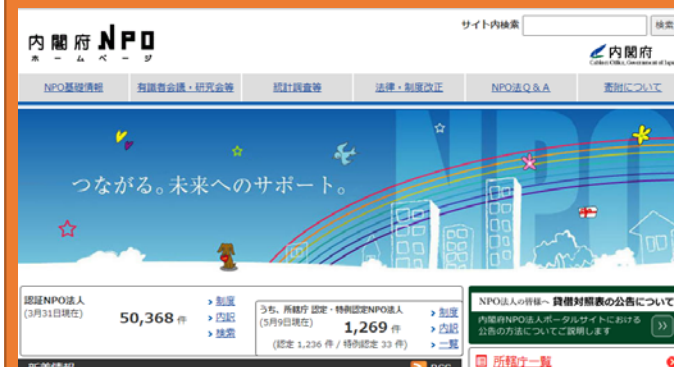 サイト内検索 検索
内閣府 NPO
ホームページ
内閣府
Cabinet Office, Government of Japan
NPO基礎情報 有識者会議・研究会等 統計調査等 法律・制度改正 NPO法Q&A 寄附について
NPO
つながる。未来へのサポート。
認証NPO法人
(3月31日現在)
50,368 件
制度
内訳
検索
うち、所轄庁 認定・特例認定NPO法人
(5月9日現在)
1,269 件
(認定 1,236 件 / 特例認定 33 件)
制度
内訳
一覧
NPO法人の皆様へ 貸借対照表の公告について
内閣府NPO法人ポータルサイトにおける
公告の方法についてご説明します
所轄庁一覧
新着情報 RSS